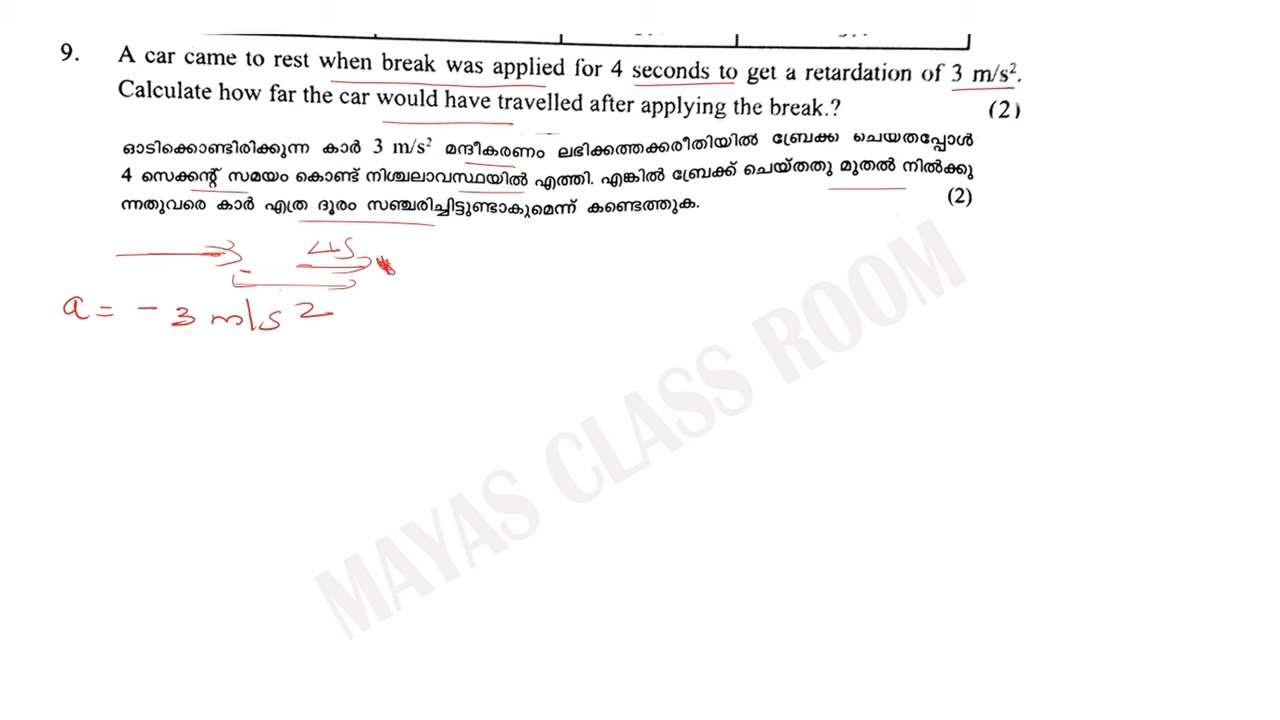 9. A car came to rest when break was applied for 4 seconds to get a retardation of 3 m/s².
Calculate how far the car would have travelled after applying the break.? (2)
ഓടിക്കൊണ്ടിരിക്കുന്ന കാർ 3 m/s² മന്ദീകരണം ലഭിക്കത്തക്കരീതിയിൽ ബ്രേക്ക ചെയതപ്പോൾ
4 സെക്കന്റ് സമയം കൊണ്ട് നിശ്ചലാവസ്ഥയിൽ എത്തി. എങ്കിൽ ബ്രേക്ക് ചെയ്തതു മുതൽ നിൽക്കു
ന്നതുവരെ കാർ എത്ര ദൂരം സഞ്ചരിച്ചിട്ടുണ്ടാകുമെന്ന് കണ്ടെത്തുക. (2)
4S
a = - 3 m/s 2
MAYAS CLASS ROOM